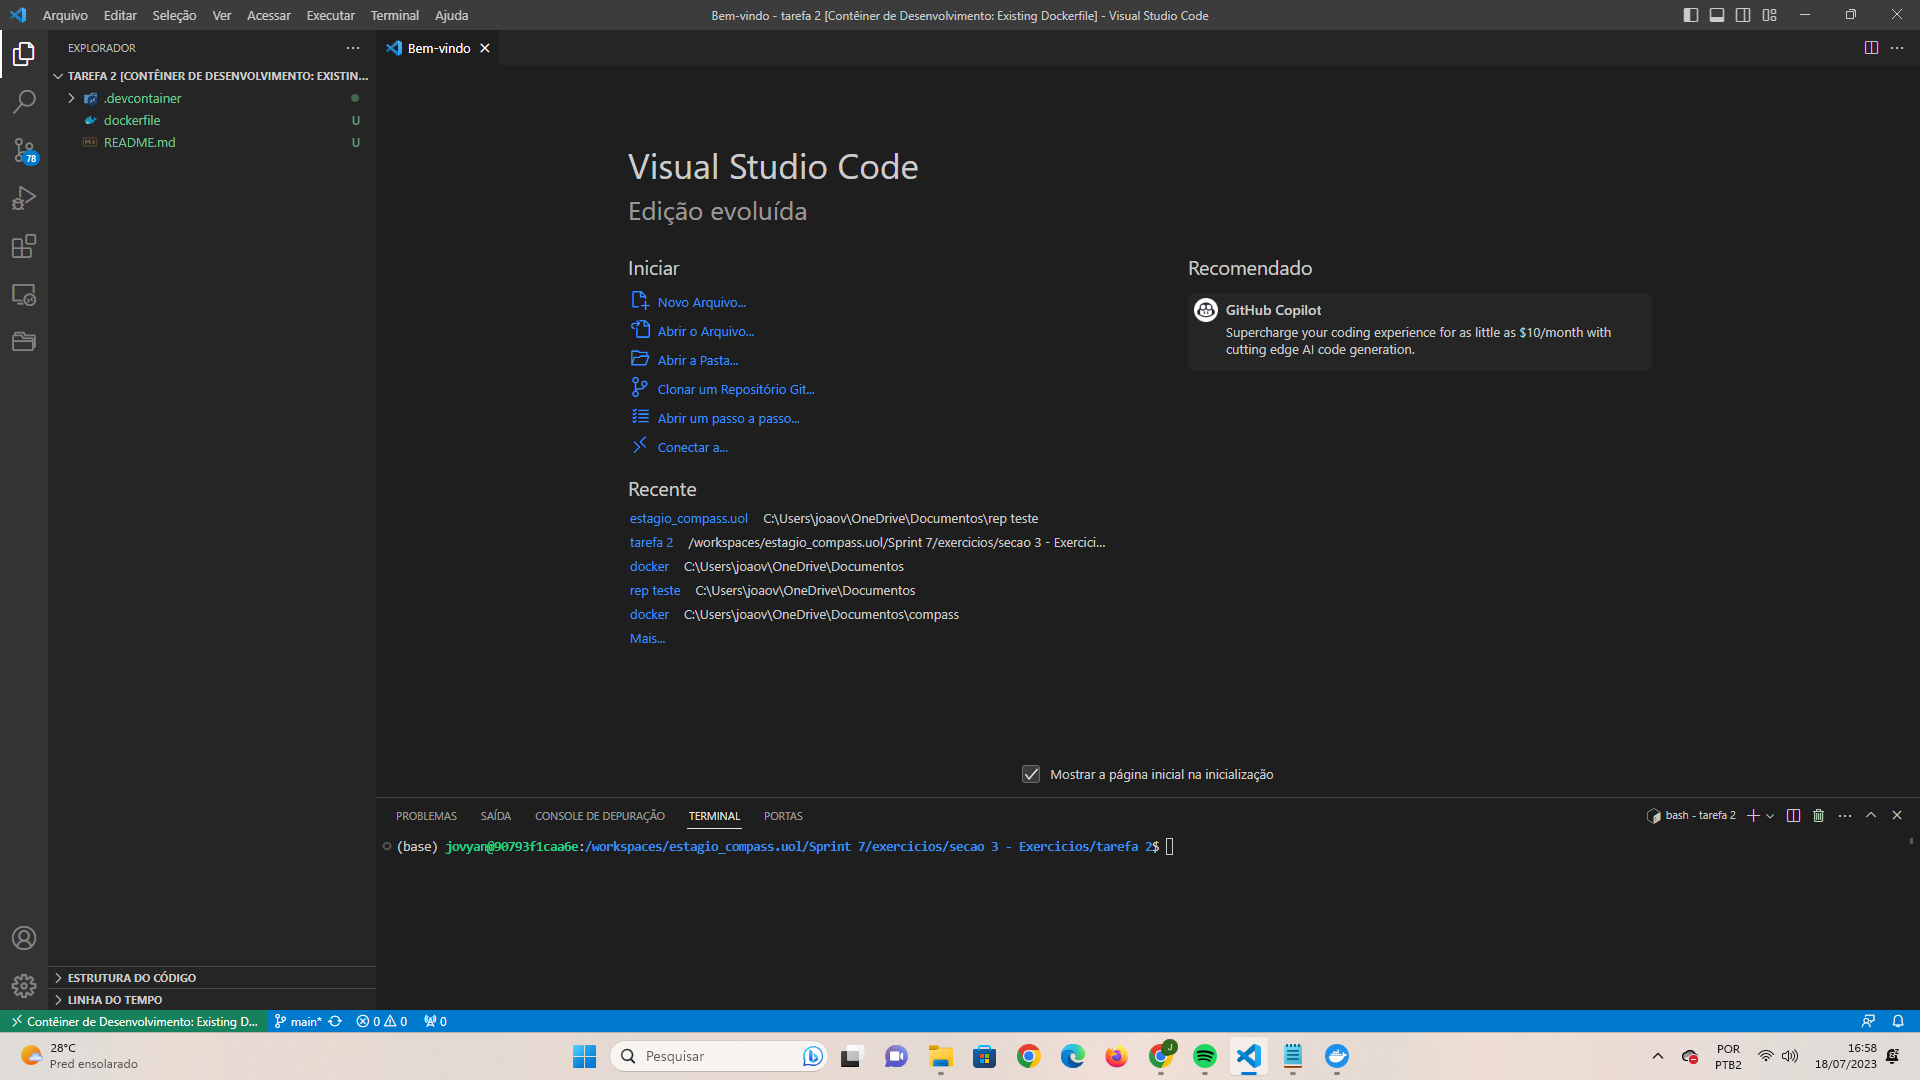 Arquivo Editar Seleção Ver Acessar Executar Terminal Ajuda
Bem-vindo - tarefa 2 [Contêiner de Desenvolvimento: Existing Dockerfile] - Visual Studio Code
EXPLORADOR
Bem-vindo
TAREFA 2 [CONTÊINER DE DESENVOLVIMENTO: EXISTIN...
.devcontainer
dockerfile U
README.md U
78
Visual Studio Code
Edição evoluída
Iniciar
Novo Arquivo...
Abrir o Arquivo...
Abrir a Pasta...
Clonar um Repositório Git...
Abrir um passo a passo...
Conectar a...
Recomendado
GitHub Copilot
Supercharge your coding experience for as little as $10/month with
cutting edge AI code generation.
Recente
estagio_compass.uol C:\Users\joaov\OneDrive\Documentos\rep teste
tarefa 2 /workspaces/estagio_compass.uol/Sprint 7/exercicios/secao 3 - Exercici...
docker C:\Users\joaov\OneDrive\Documentos
rep teste C:\Users\joaov\OneDrive\Documentos
docker C:\Users\joaov\OneDrive\Documentos\compass
Mais...
Mostrar a página inicial na inicialização
PROBLEMAS SAÍDA CONSOLE DE DEPURAÇÃO TERMINAL PORTAS
bash - tarefa 2
(base) jovyan@90793f1caa6e:/workspaces/estagio_compass.uol/Sprint 7/exercicios/secao 3 - Exercicios/tarefa 2$
ESTRUTURA DO CÓDIGO
LINHA DO TEMPO
Contêiner de Desenvolvimento: Existing D... main* 0 0 0
28°C
Pred ensolarado
Pesquisar
J
POR
PTB2
16:58
18/07/2023